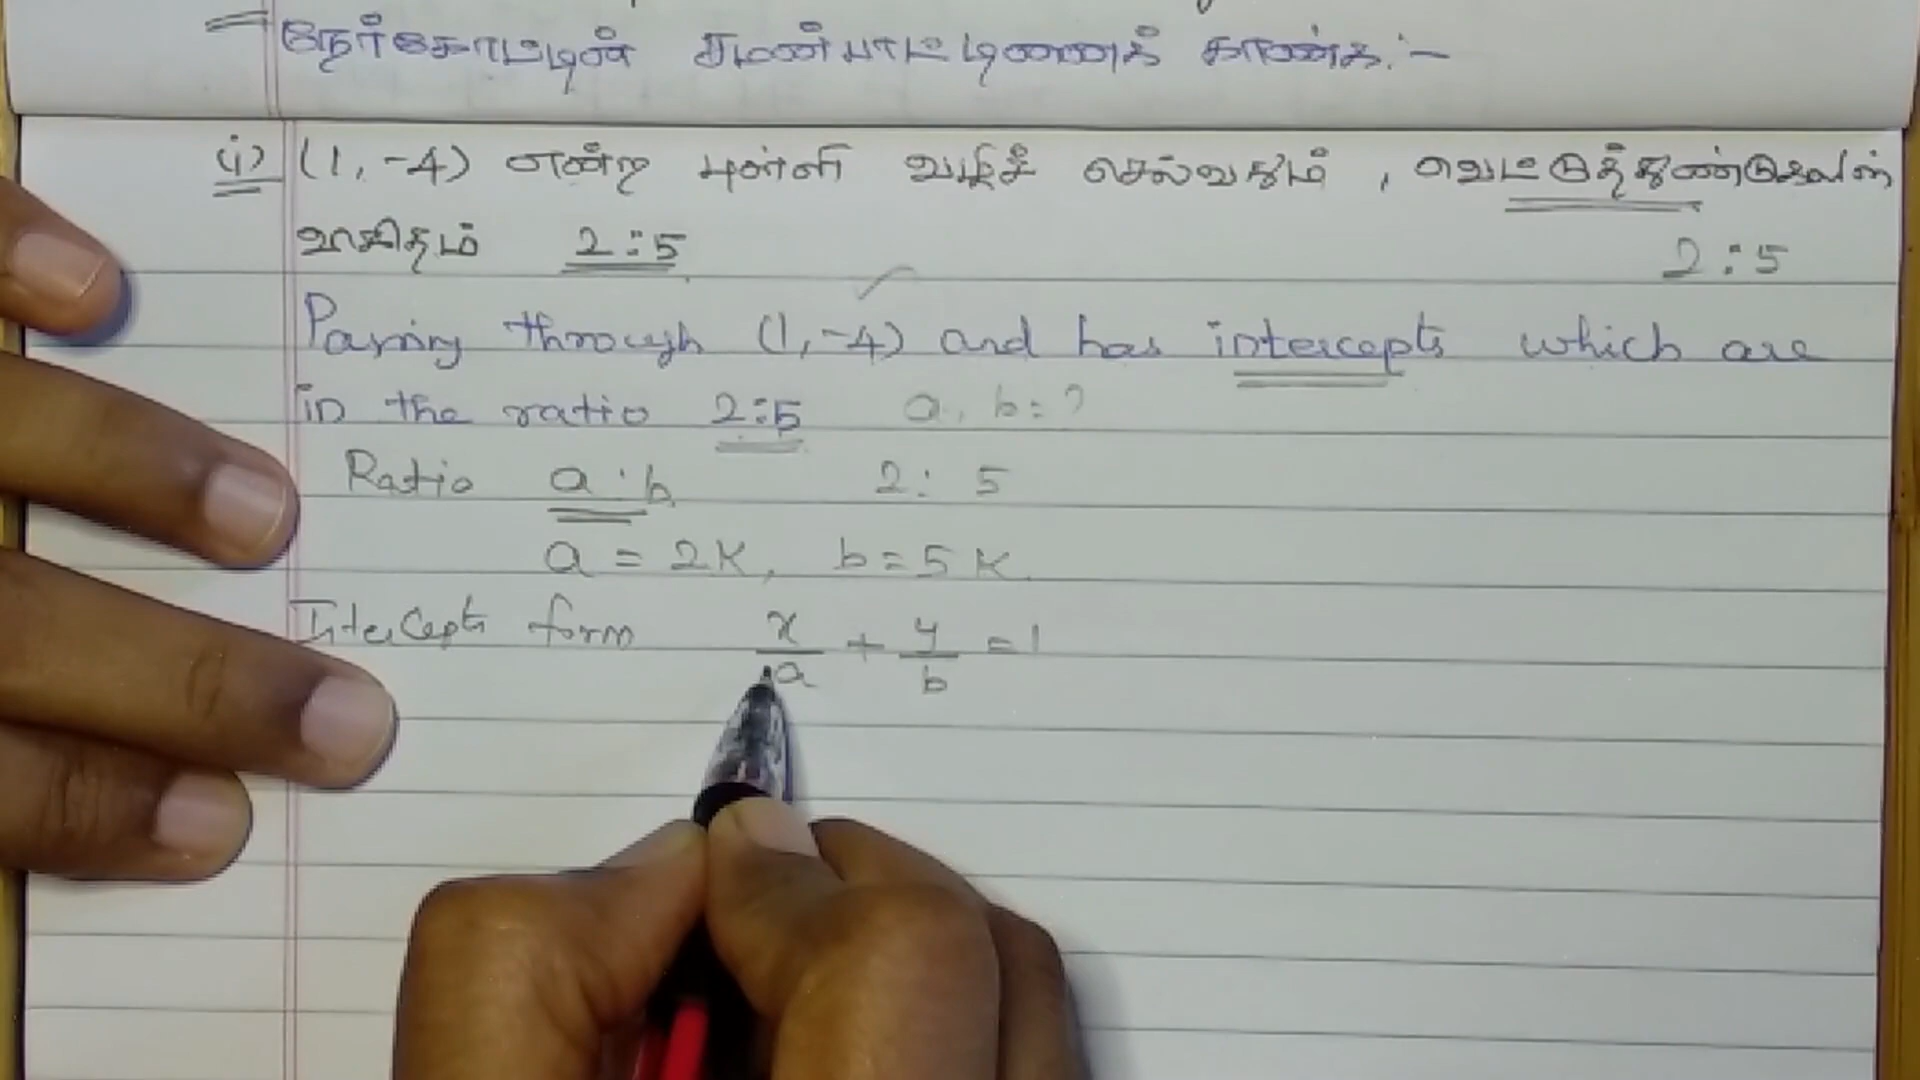 நேர்கோட்டின் சமன்பாட்டினைக் காண்க:-
(i) (1, -4) என்ற புள்ளி வழிச் செல்வதும் , வெட்டுத்துண்டுகளின்
விகிதம் 2:5 2:5
Passing through (1,-4) and has intercepts which are
in the ratio 2:5 a, b=?
Ratio a:b 2: 5
a = 2K, b=5K
Intercepts form x/a + y/b = 1